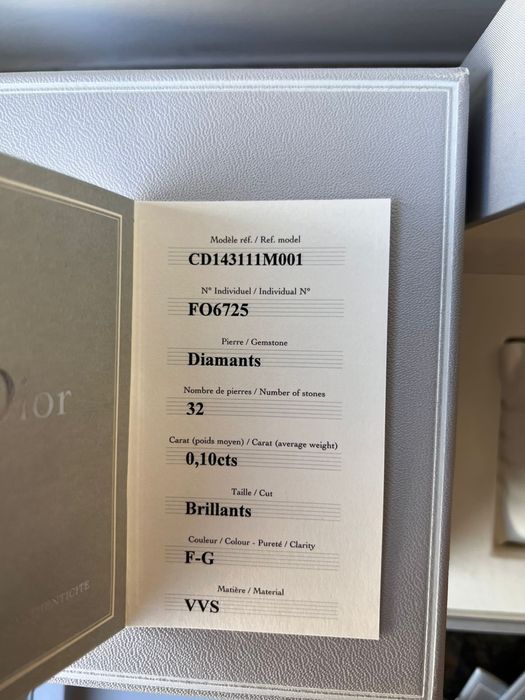 Dior
Modèle réf. / Ref. model
CD143111M001
N° Individuel / Individual N°
FO6725
Pierre / Gemstone
Diamants
Nombre de pierres / Number of stones
32
Carat (poids moyen) / Carat (average weight)
0,10cts
Taille / Cut
Brillants
Couleur / Colour - Pureté / Clarity
F-G
Matière / Material
VVS